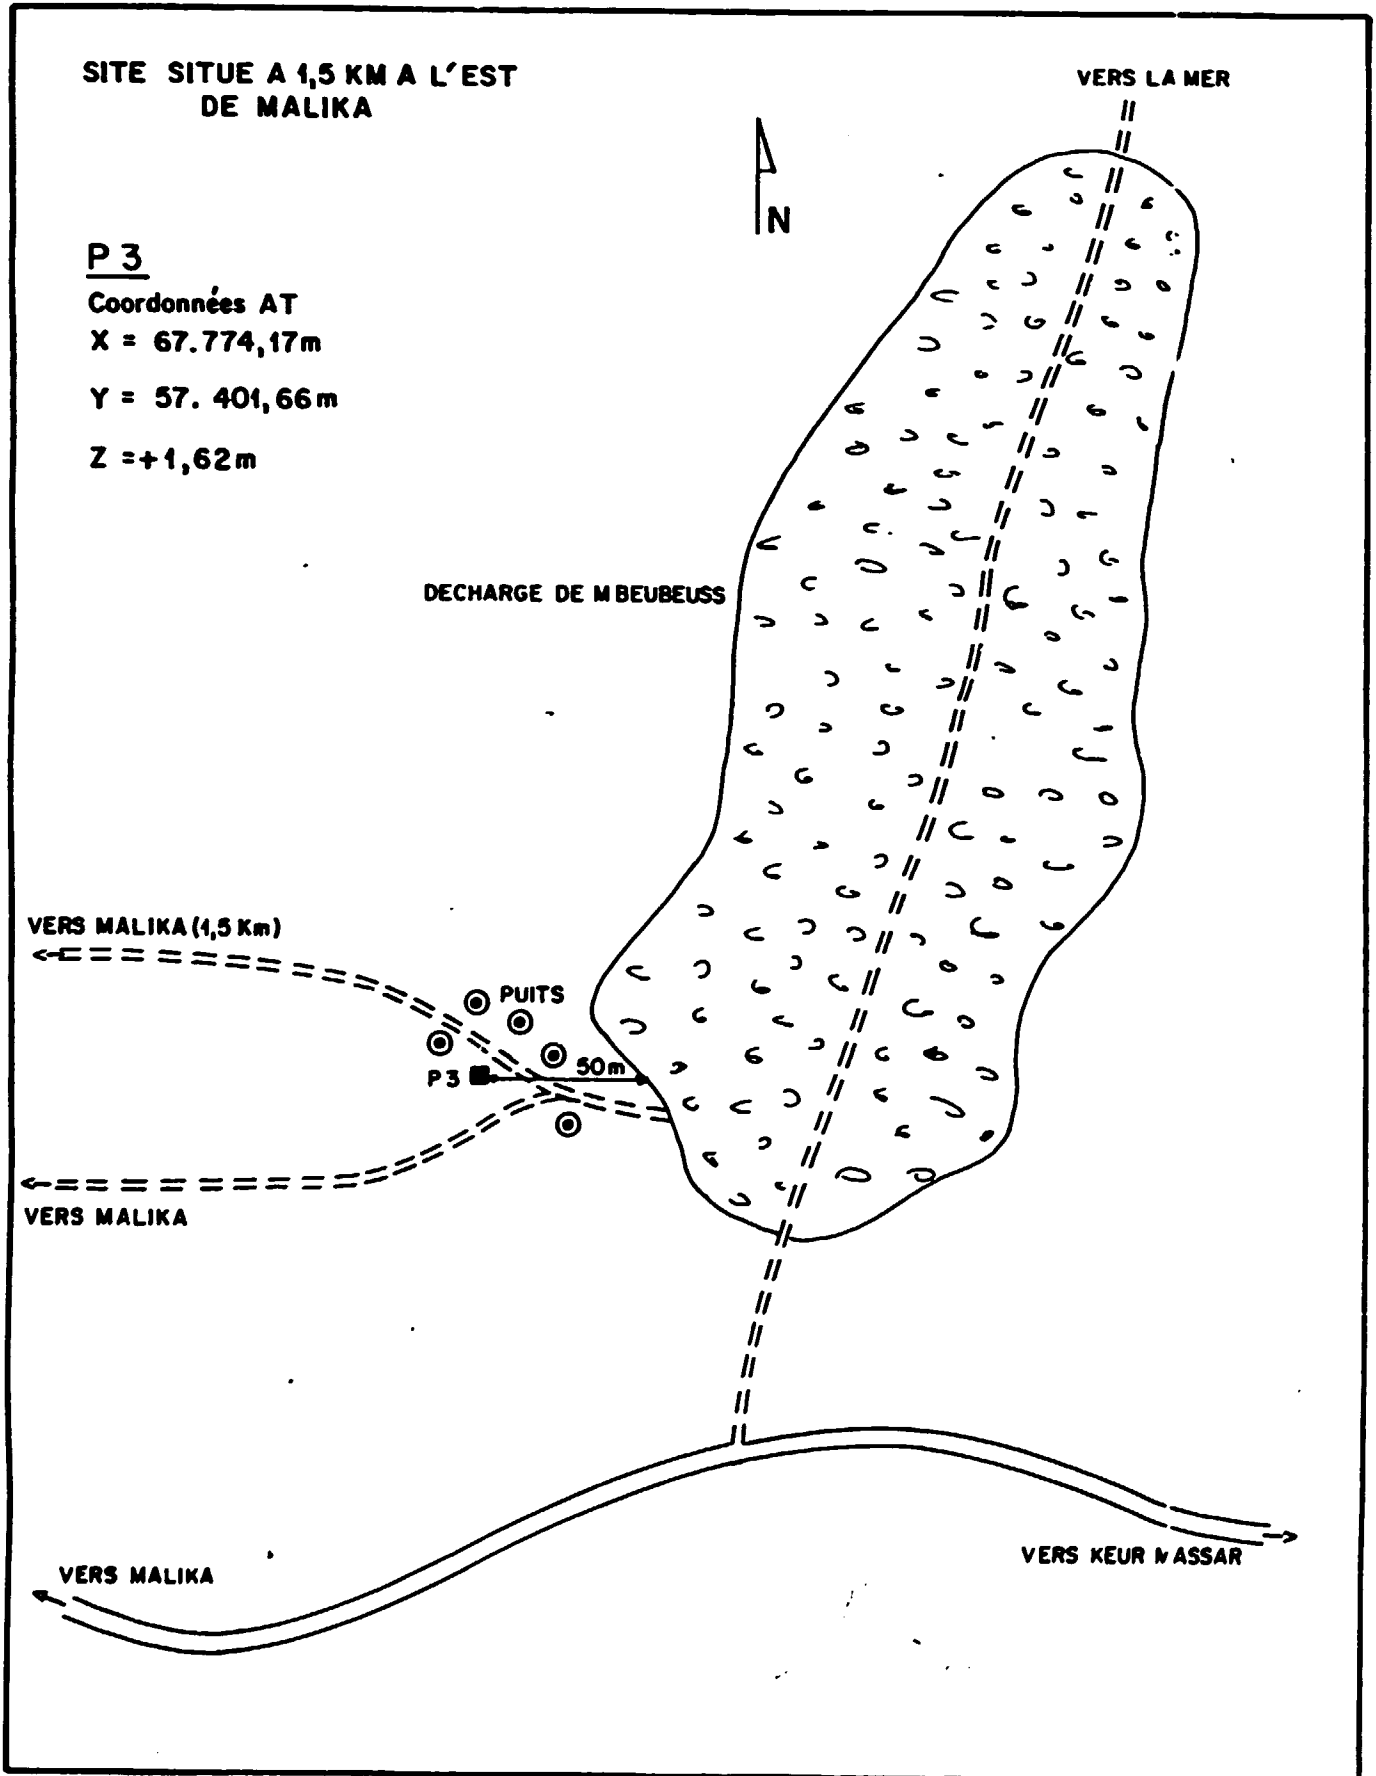 SITE SITUE A 1,5 KM A L'EST
DE MALIKA
VERS LA MER
N
P 3
Coordonnées AT
X = 67.774,17m
Y = 57. 401,66m
Z =+1,62m
DECHARGE DE MBEUBEUSS
VERS MALIKA (1,5 Km)
PUITS
P3
50m
VERS MALIKA
VERS KEUR MASSAR
VERS MALIKA